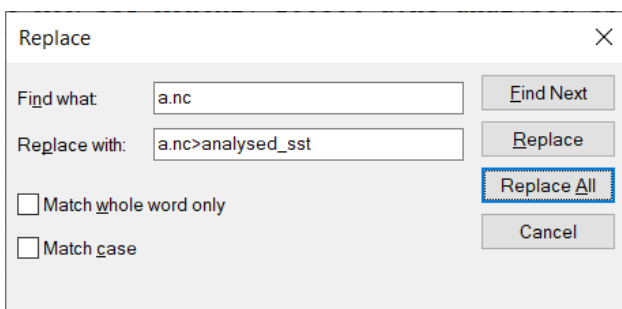 Replace
Find what: a.nc Find Next
Replace with: a.nc>analysed_sst Replace
Replace All
Match whole word only
Match case Cancel